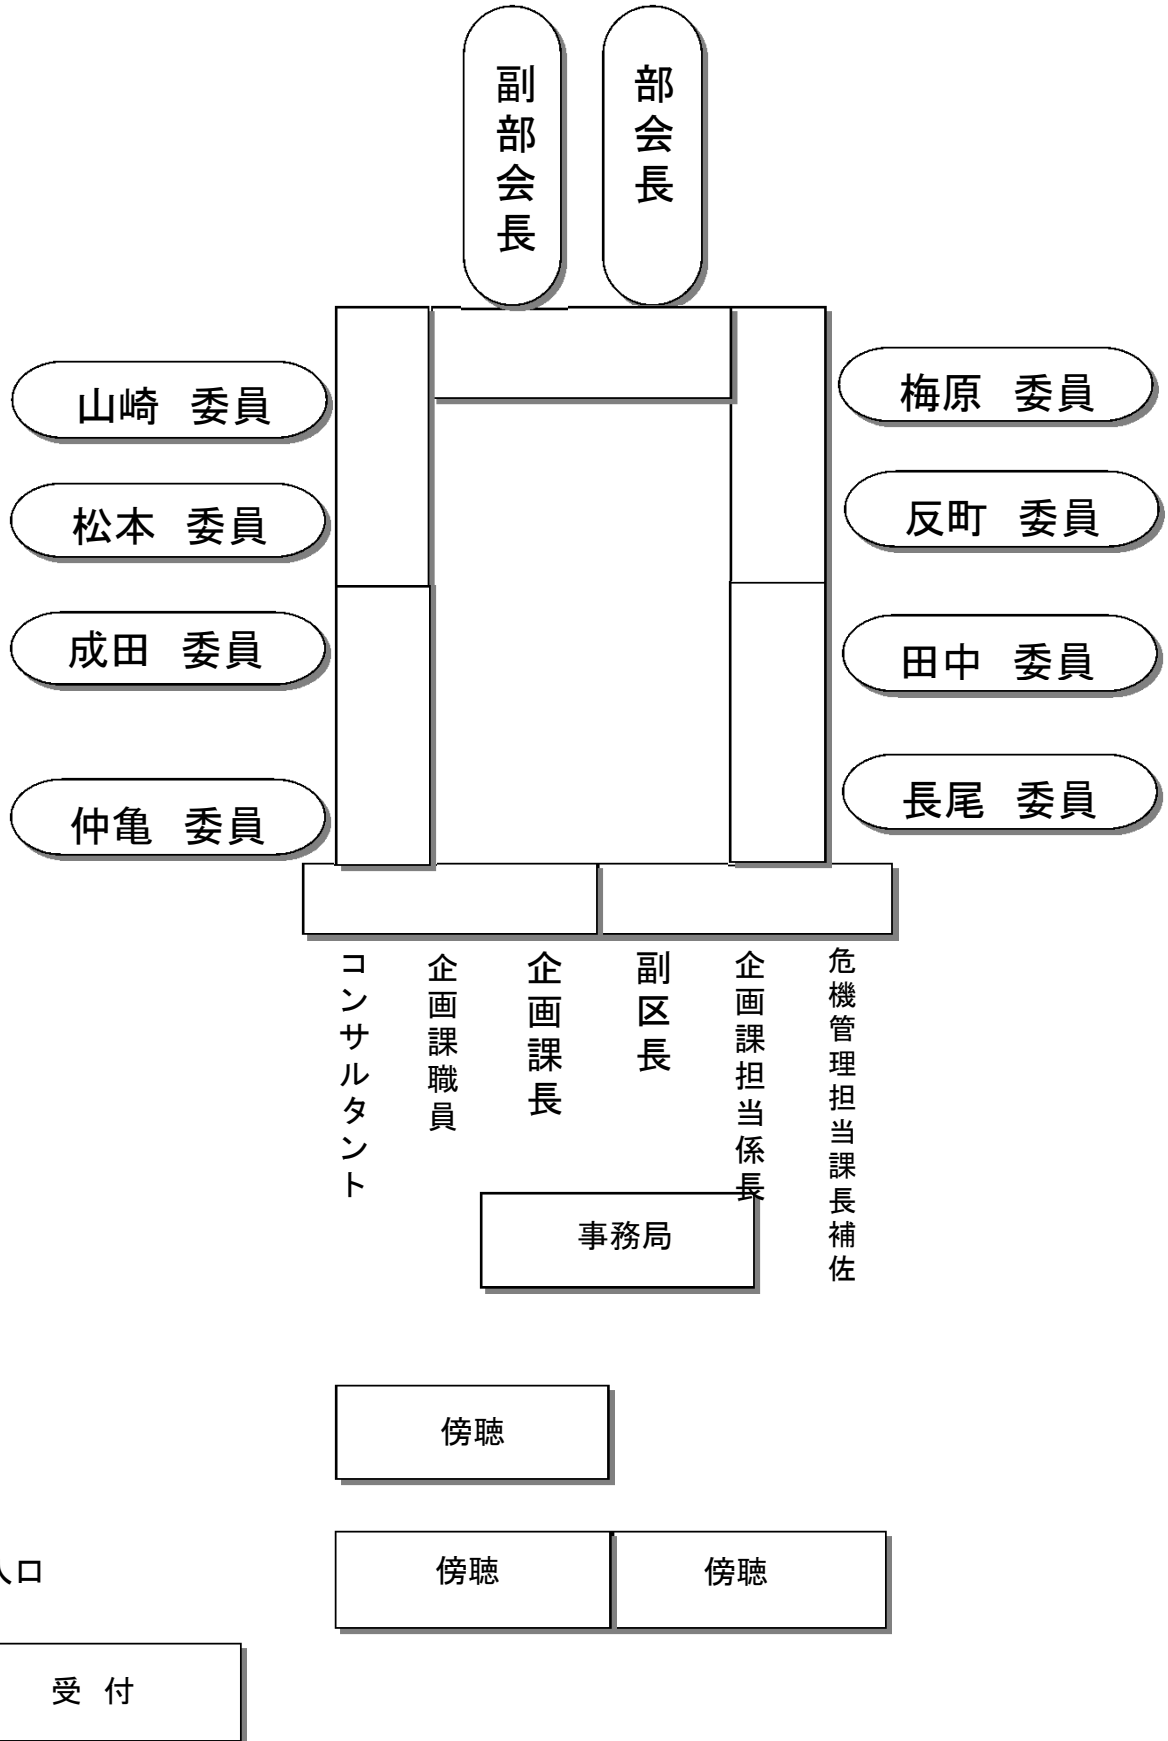 副部会長
部会長
山崎 委員
梅原 委員
松本 委員
反町 委員
成田 委員
田中 委員
仲亀 委員
長尾 委員
コンサルタント
企画課職員
企画課長
副区長
企画課担当係長
危機管理担当課長補佐
事務局
傍聴
傍聴 傍聴
入口
受 付